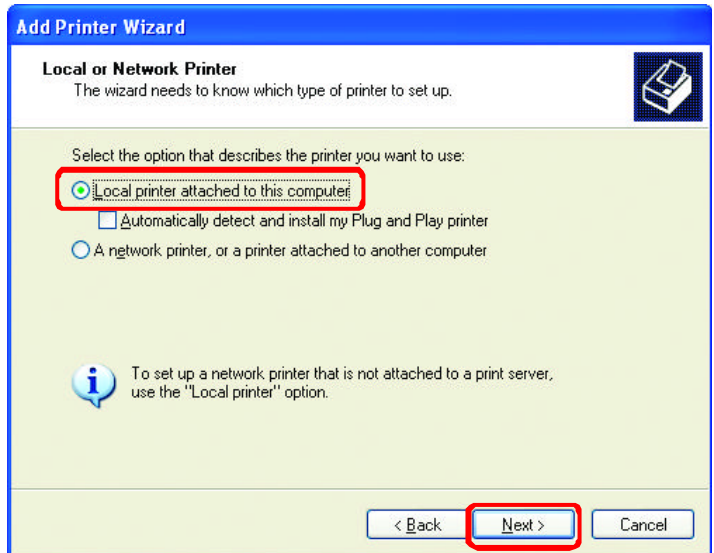 Add Printer Wizard
Local or Network Printer
The wizard needs to know which type of printer to set up.
Select the option that describes the printer you want to use:
Local printer attached to this computer
Automatically detect and install my Plug and Play printer
A network printer, or a printer attached to another computer
To set up a network printer that is not attached to a print server,
use the "Local printer" option.
< Back
Next >
Cancel